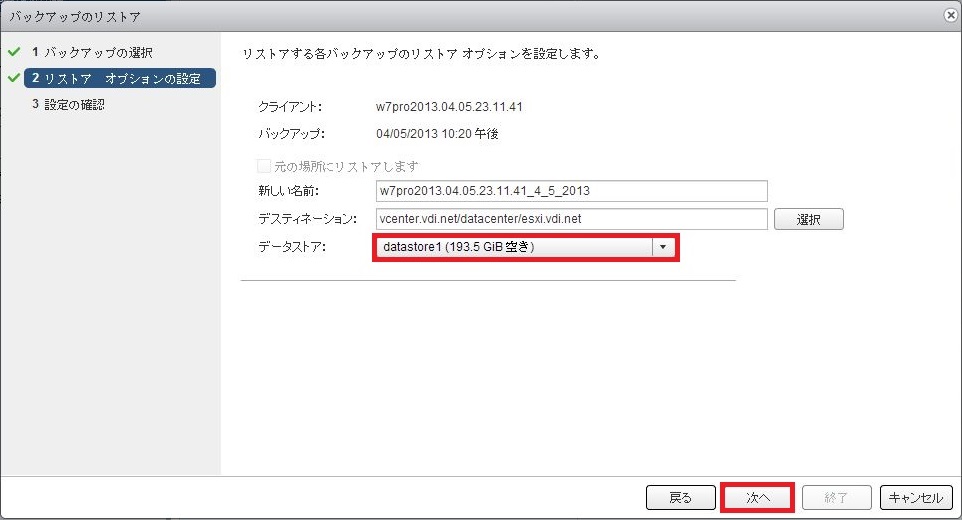 バックアップのリストア
1 バックアップの選択
2 リストア オプションの設定
3 設定の確認
リストアする各バックアップのリストア オプションを設定します。
クライアント: w7pro2013.04.05.23.11.41
バックアップ: 04/05/2013 10:20 午後
元の場所にリストアします
新しい名前: w7pro2013.04.05.23.11.41_4_5_2013
デスティネーション: vcenter.vdi.net/datacenter/esxi.vdi.net 選択
データストア: datastore1 (193.5 GiB 空き)
戻る 次へ 終了 キャンセル